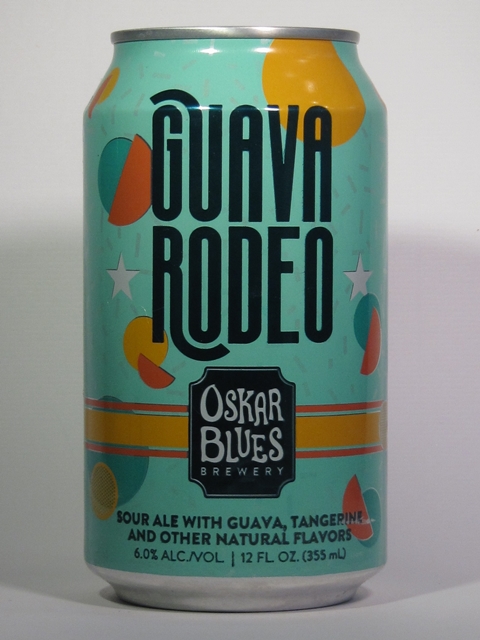 GUAVA
RODEO
OSKAR
BLUES
BREWERY
SOUR ALE WITH GUAVA, TANGERINE
AND OTHER NATURAL FLAVORS
6.0% ALC./VOL. | 12 FL. OZ. (355 mL)